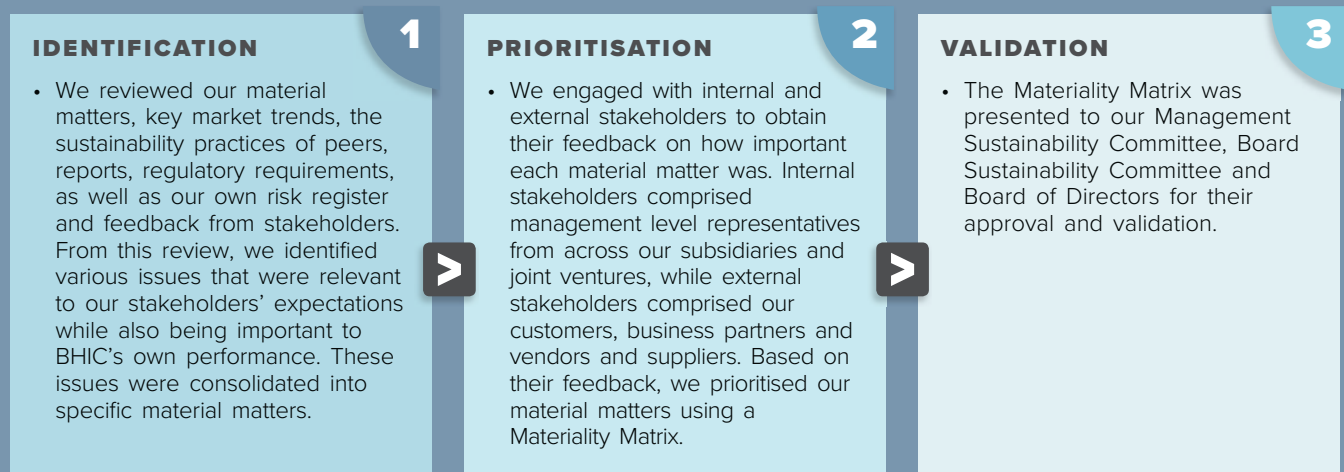 1
IDENTIFICATION
• We reviewed our material
matters, key market trends, the
sustainability practices of peers,
reports, regulatory requirements,
as well as our own risk register
and feedback from stakeholders.
From this review, we identified
various issues that were relevant
to our stakeholders’ expectations
while also being important to
BHIC’s own performance. These
issues were consolidated into
specific material matters.
>
2
PRIORITISATION
• We engaged with internal and
external stakeholders to obtain
their feedback on how important
each material matter was. Internal
stakeholders comprised
management level representatives
from across our subsidiaries and
joint ventures, while external
stakeholders comprised our
customers, business partners and
vendors and suppliers. Based on
their feedback, we prioritised our
material matters using a
Materiality Matrix.
>
3
VALIDATION
• The Materiality Matrix was
presented to our Management
Sustainability Committee, Board
Sustainability Committee and
Board of Directors for their
approval and validation.